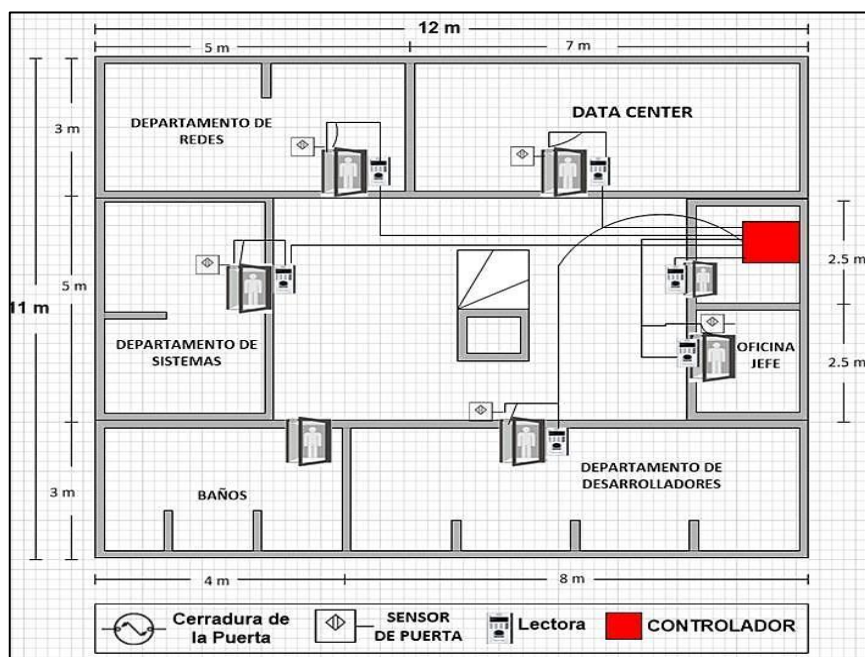 12 m
5 m
7 m
3 m
DEPARTAMENTO DE
REDES
DATA CENTER
5 m
11 m
2.5 m
DEPARTAMENTO DE
SISTEMAS
OFICINA
JEFE
2.5 m
3 m
BAÑOS
DEPARTAMENTO DE
DESARROLLADORES
4 m
8 m
Cerradura de
la Puerta
SENSOR
DE PUERTA
Lectora
CONTROLADOR